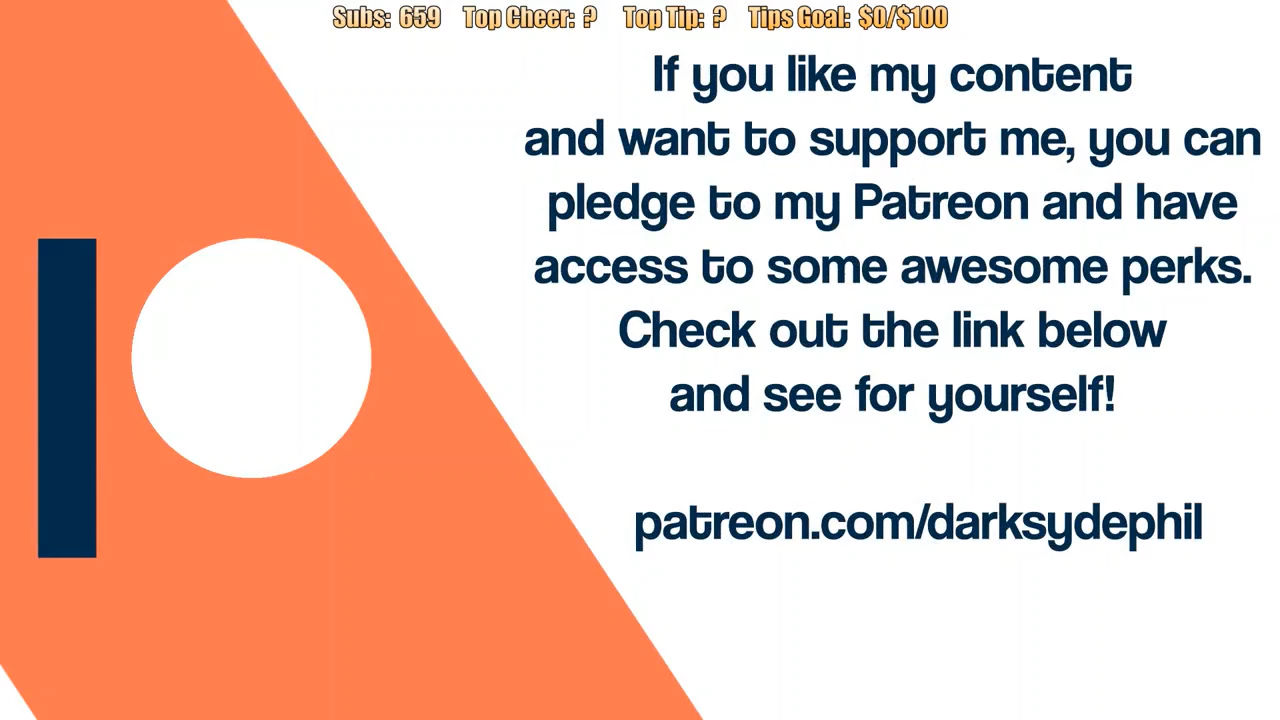 Subs: 659 Top Cheer: ? Top Tip: ? Tips Goal: $0/$100
If you like my content
and want to support me, you can
pledge to my Patreon and have
access to some awesome perks.
Check out the link below
and see for yourself!
patreon.com/darksydephil